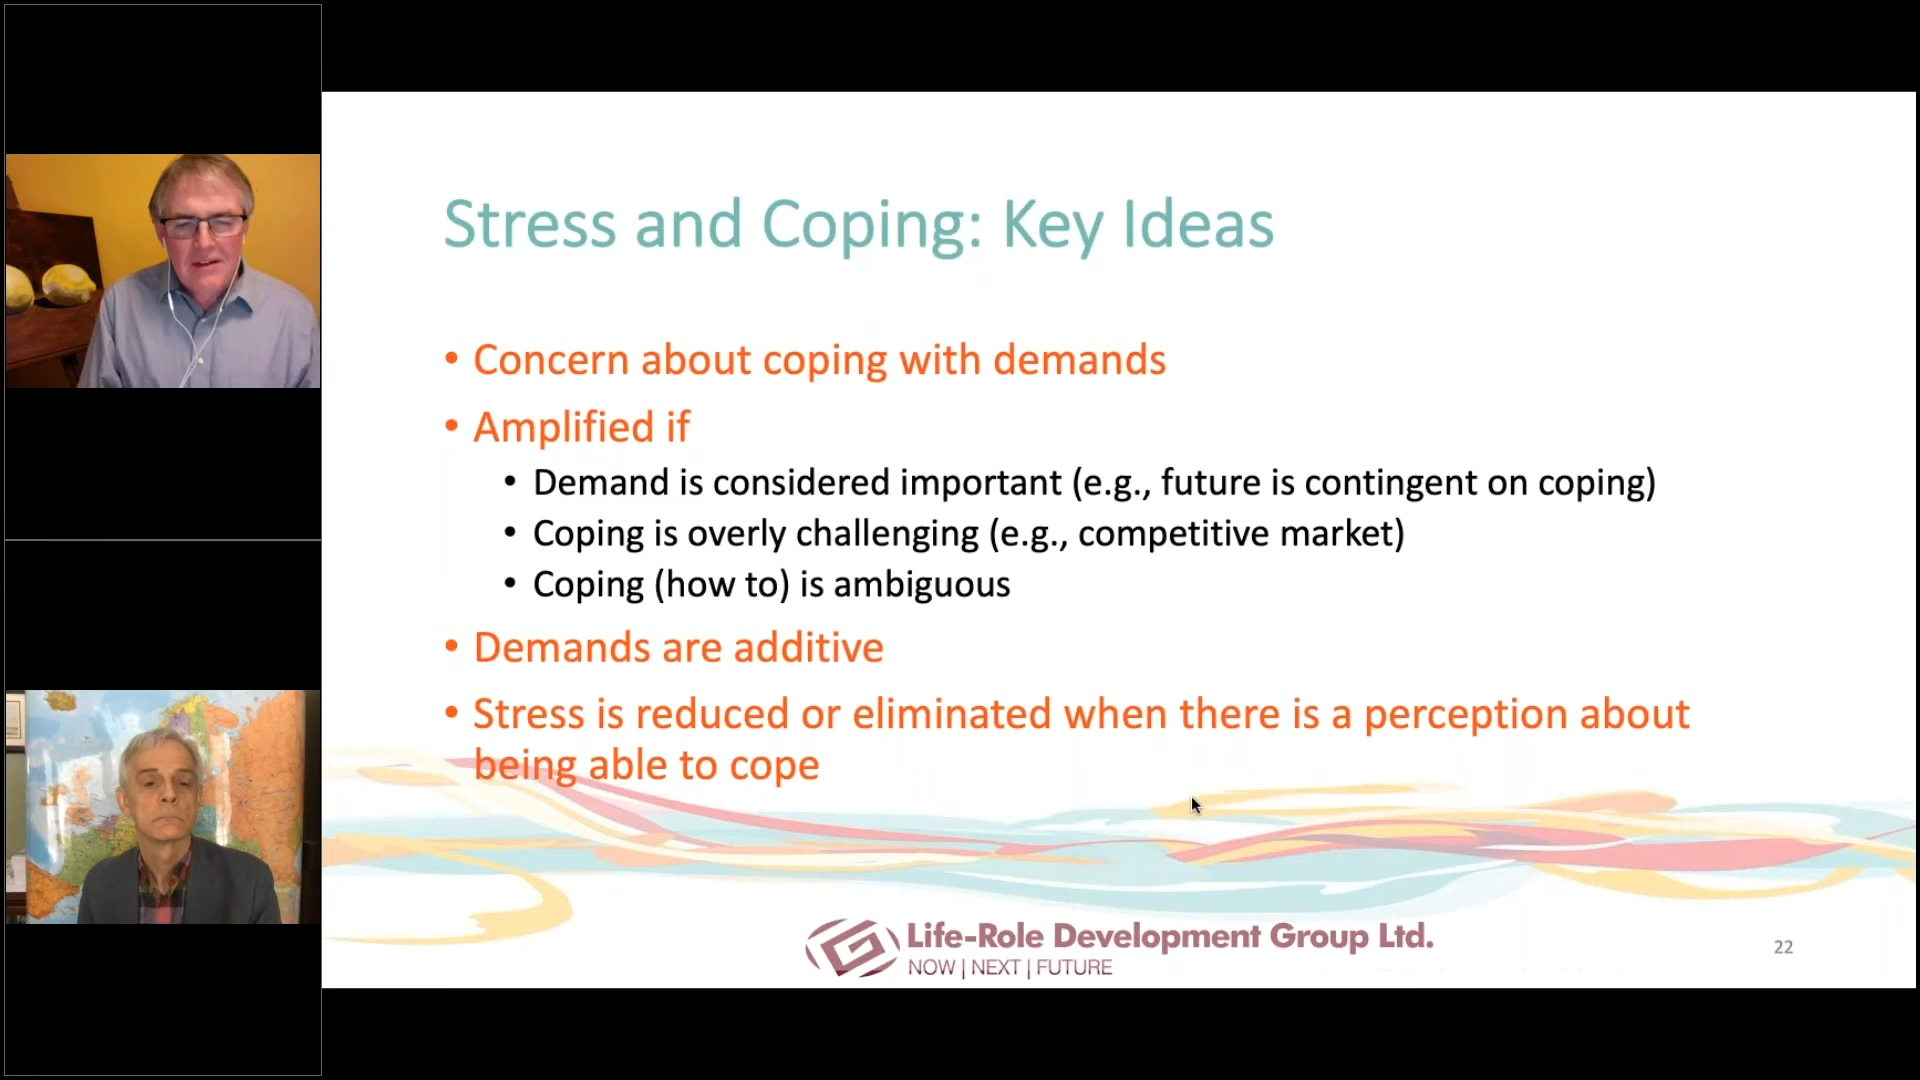 Stress and Coping: Key Ideas
• Concern about coping with demands
• Amplified if
• Demand is considered important (e.g., future is contingent on coping)
• Coping is overly challenging (e.g., competitive market)
• Coping (how to) is ambiguous
• Demands are additive
• Stress is reduced or eliminated when there is a perception about
being able to cope
Life-Role Development Group Ltd.
NOW | NEXT | FUTURE
22